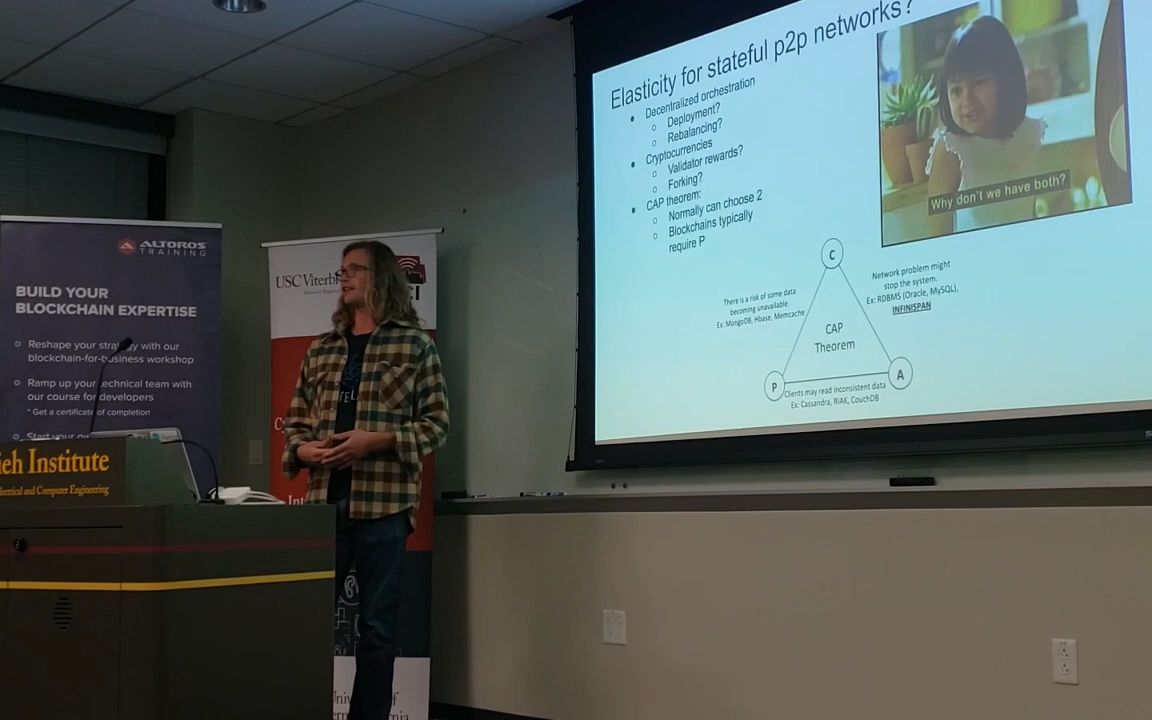 Elasticity for stateful p2p networks?
Decentralized orchestration
Deployment?
Rebalancing?
Cryptocurrencies
Validator rewards?
Forking?
CAP theorem:
Normally can choose 2
Blockchains typically
require P
Why don't we have both?
C
Network problem might
stop the system.
Ex: RDBMS (Oracle, MySQL),
INFINISPAN
There is a risk of some data
becoming unavailable.
Ex: MongoDB, Hbase, Memcache
CAP
Theorem
P
A
Clients may read inconsistent data
Ex: Cassandra, RIAK, CouchDB
ALTOROS
TRAINING
BUILD YOUR
BLOCKCHAIN EXPERTISE
Reshape your strategy with our
blockchain-for-business workshop
Ramp up your technical team with
our course for developers
* Get a certificate of completion
Start your
USC Viterbi
Institute
and Computer Engineering